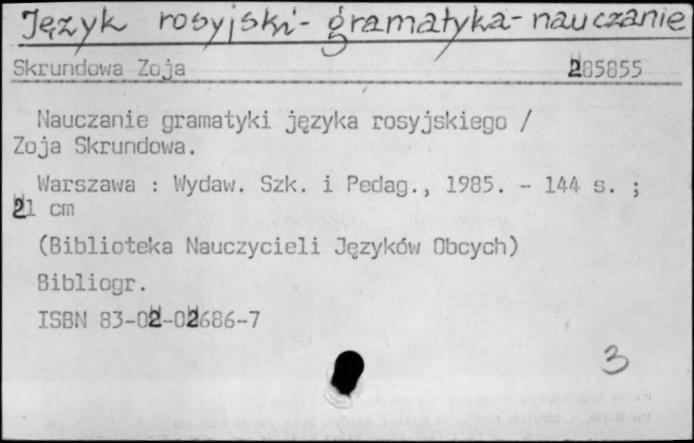 Język rosyjski - gramatyka - nauczanie
Skrundowa Zoja 285855
Nauczanie gramatyki języka rosyjskiego /
Zoja Skrundowa.
Warszawa : Wydaw. Szk. i Pedag., 1985. - 144 s. ;
21 cm
(Biblioteka Nauczycieli Języków Obcych)
Bibliogr.
ISBN 83-02-02686-7
3